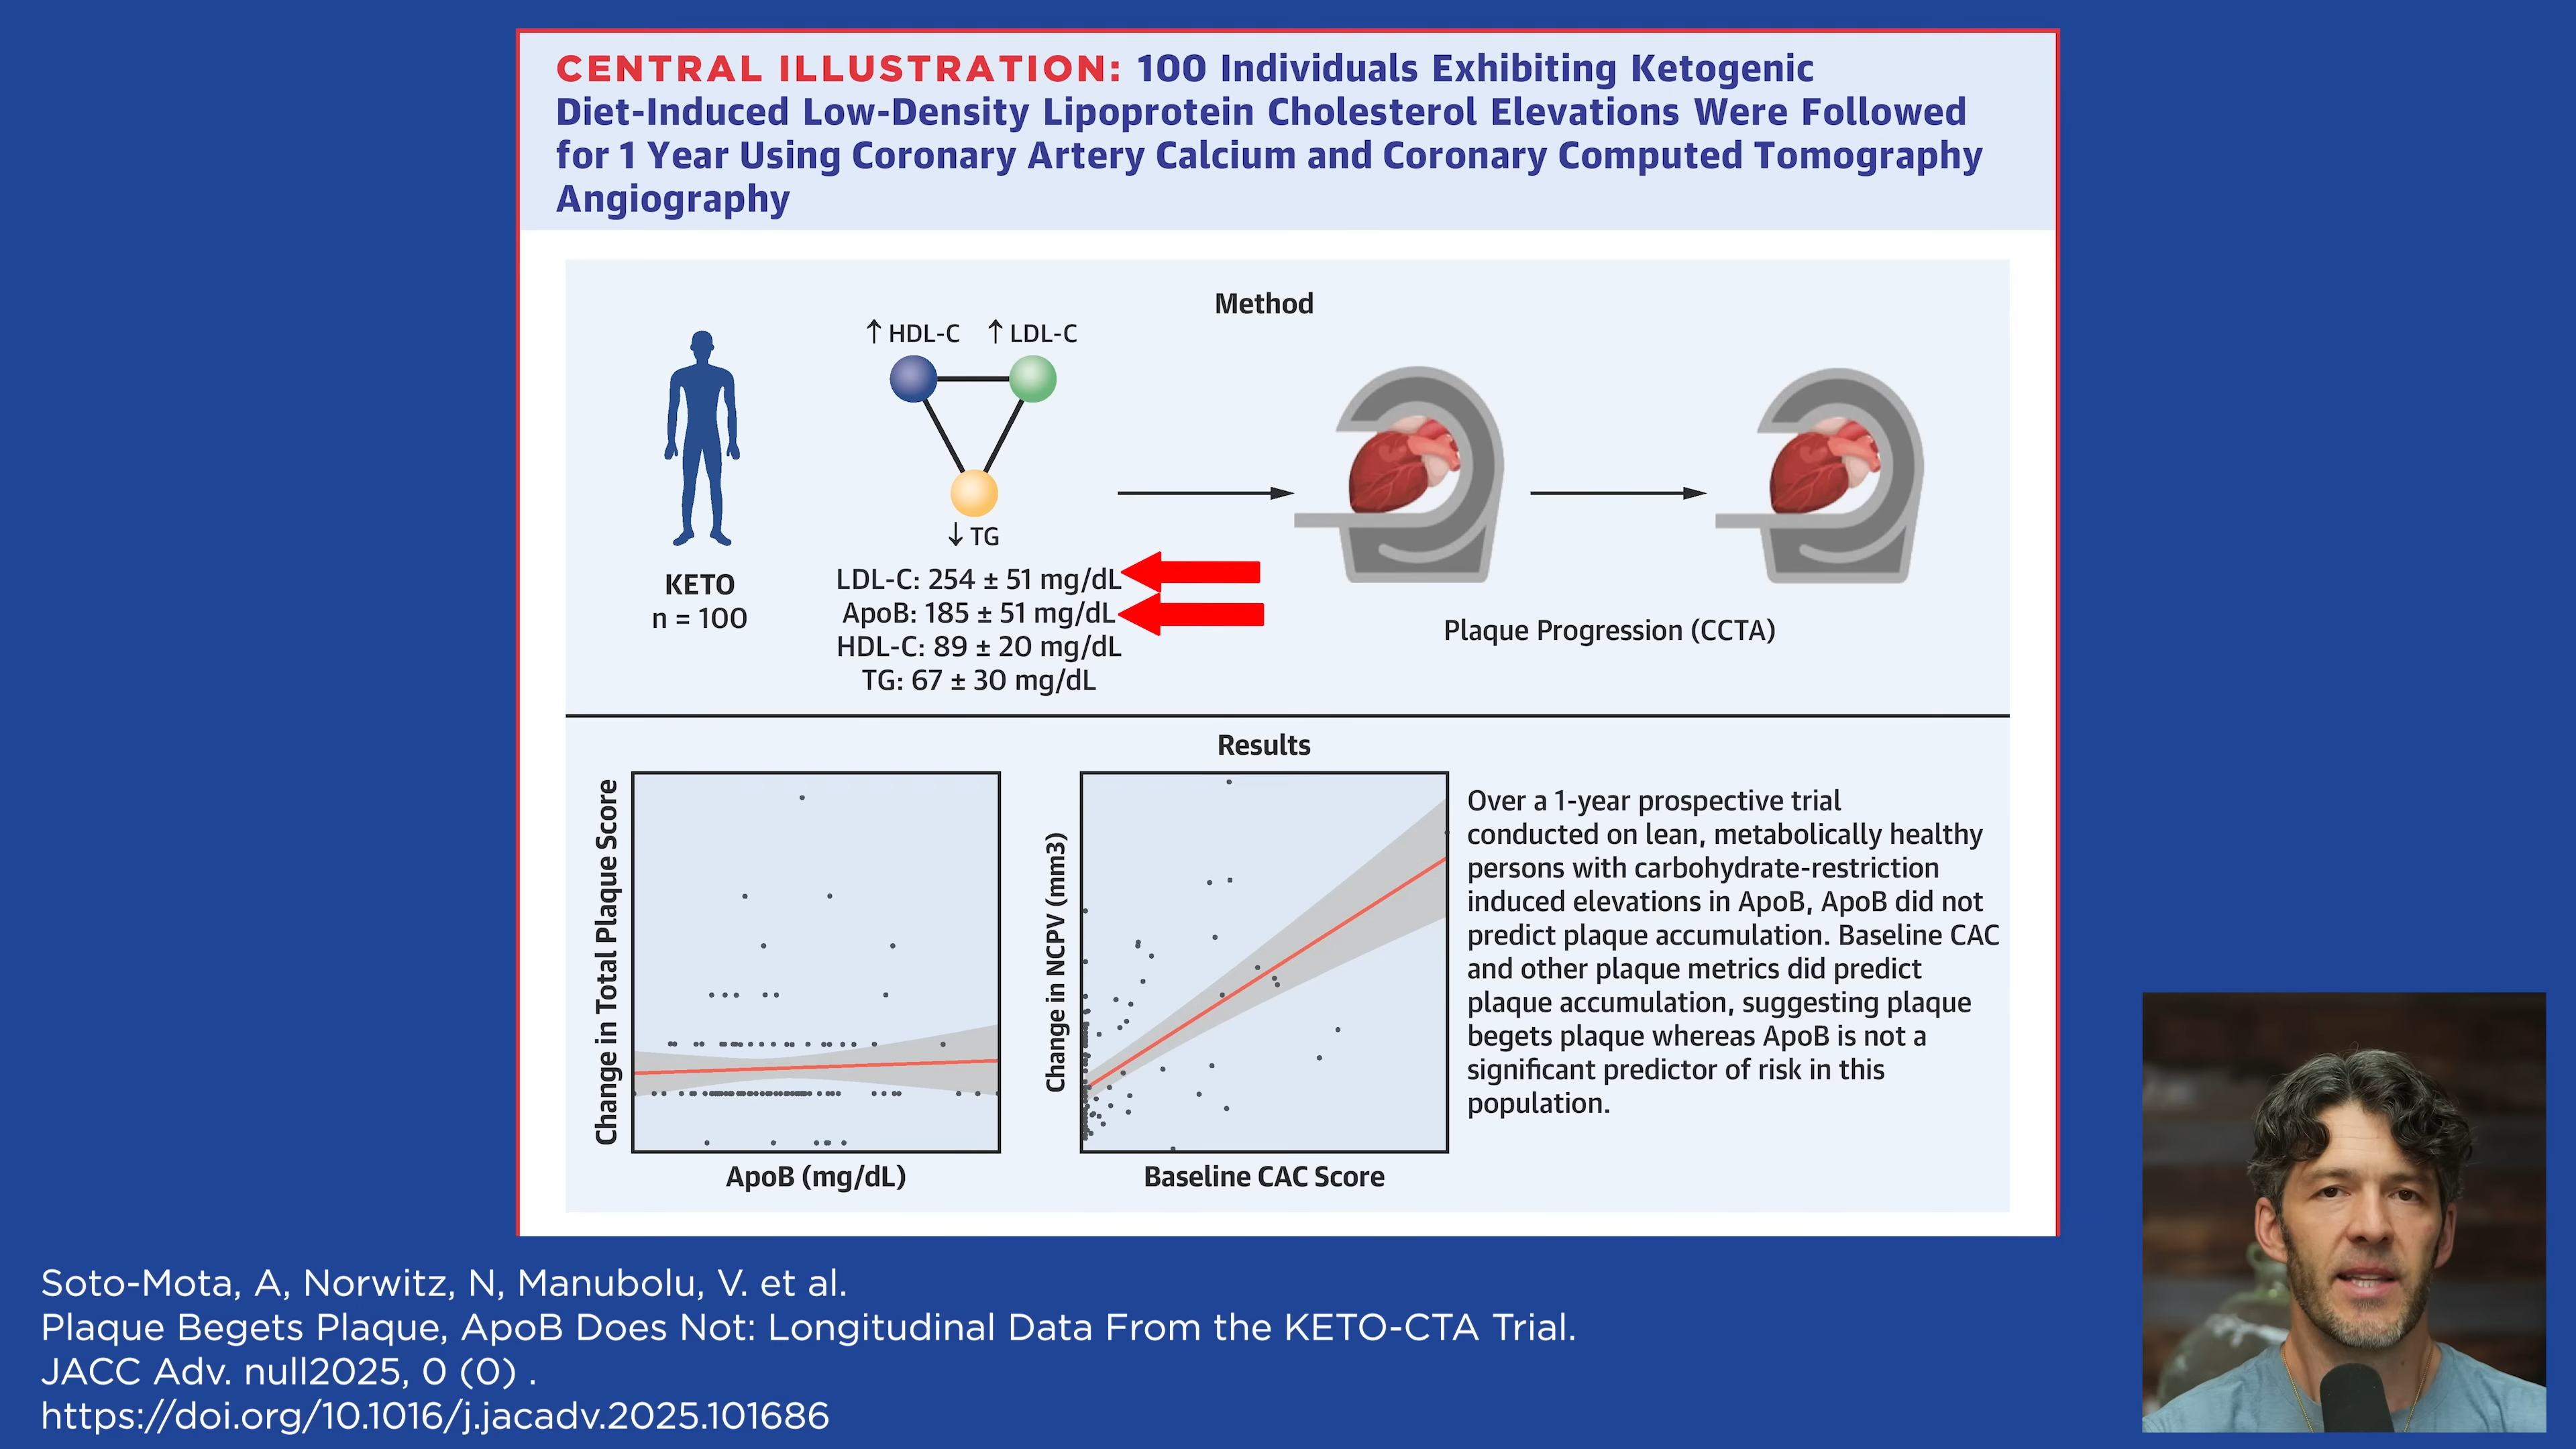 CENTRAL ILLUSTRATION: 100 Individuals Exhibiting Ketogenic
Diet-Induced Low-Density Lipoprotein Cholesterol Elevations Were Followed
for 1 Year Using Coronary Artery Calcium and Coronary Computed Tomography
Angiography
Method
↑ HDL-C ↑ LDL-C
↓ TG
KETO
n = 100
LDL-C: 254 ± 51 mg/dL
ApoB: 185 ± 51 mg/dL
HDL-C: 89 ± 20 mg/dL
TG: 67 ± 30 mg/dL
Plaque Progression (CCTA)
Results
Change in Total Plaque Score
ApoB (mg/dL)
Change in NCPV (mm3)
Baseline CAC Score
Over a 1-year prospective trial
conducted on lean, metabolically healthy
persons with carbohydrate-restriction
induced elevations in ApoB, ApoB did not
predict plaque accumulation. Baseline CAC
and other plaque metrics did predict
plaque accumulation, suggesting plaque
begets plaque whereas ApoB is not a
significant predictor of risk in this
population.
Soto-Mota, A, Norwitz, N, Manubolu, V. et al.
Plaque Begets Plaque, ApoB Does Not: Longitudinal Data From the KETO-CTA Trial.
JACC Adv. null2025, 0 (0) .
https://doi.org/10.1016/j.jacadv.2025.101686